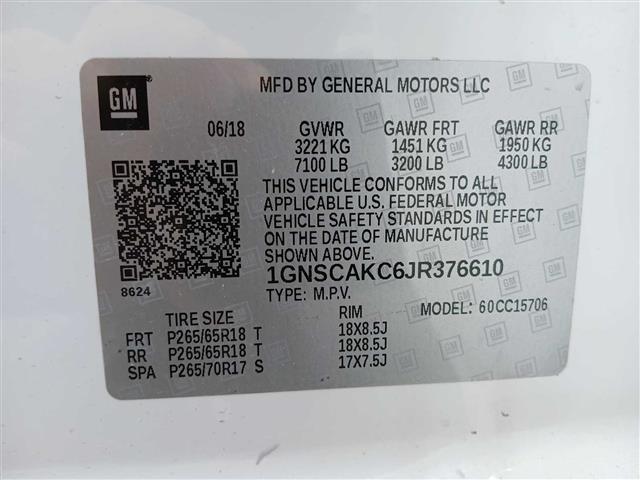 GM
MFD BY GENERAL MOTORS LLC
06/18 GVWR GAWR FRT GAWR RR
3221 KG 1451 KG 1950 KG
7100 LB 3200 LB 4300 LB
THIS VEHICLE CONFORMS TO ALL
APPLICABLE U.S. FEDERAL MOTOR
VEHICLE SAFETY STANDARDS IN EFFECT
ON THE DATE OF MANUFACTURE
8624
1GNSCAKC6JR376610
TYPE: M.P.V.
TIRE SIZE RIM MODEL: 60CC15706
FRT P265/65R18 T 18X8.5J
RR P265/65R18 T 18X8.5J
SPA P265/70R17 S 17X7.5J